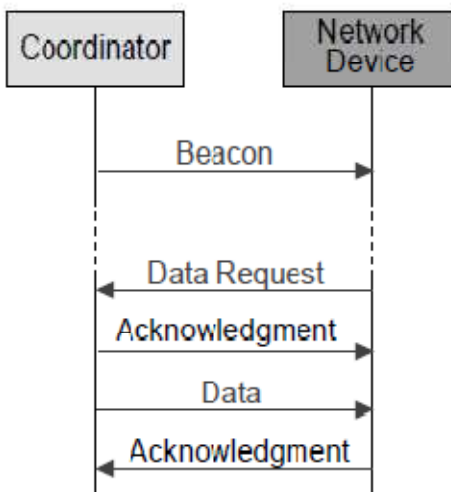 Coordinator
Network
Device
Beacon
Data Request
Acknowledgment
Data
Acknowledgment